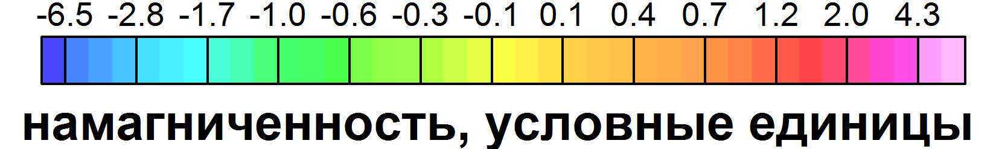 -6.5 -2.8 -1.7 -1.0 -0.6 -0.3 -0.1 0.1 0.4 0.7 1.2 2.0 4.3
намагниченность, условные единицы